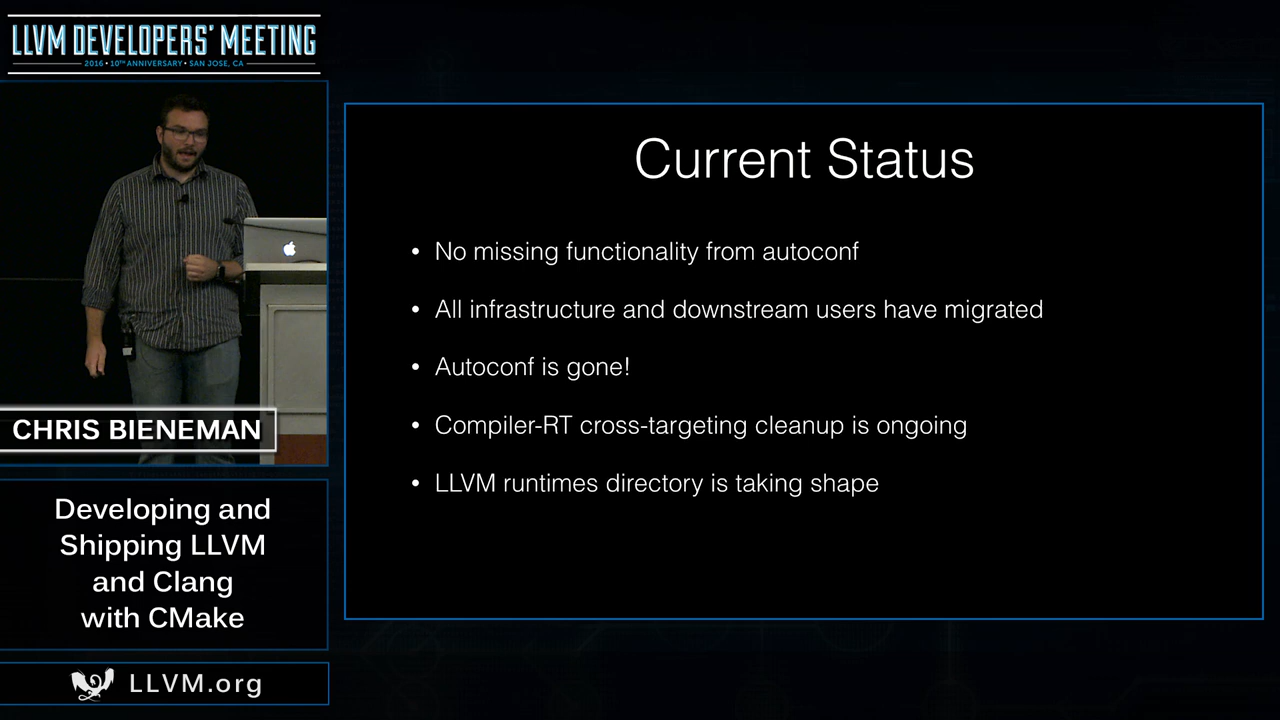 LLVM DEVELOPERS' MEETING
2016 • 10TH ANNIVERSARY • SAN JOSE, CA
CHRIS BIENEMAN
Developing and
Shipping LLVM
and Clang
with CMake
LLVM.org
Current Status
• No missing functionality from autoconf
• All infrastructure and downstream users have migrated
• Autoconf is gone!
• Compiler-RT cross-targeting cleanup is ongoing
• LLVM runtimes directory is taking shape